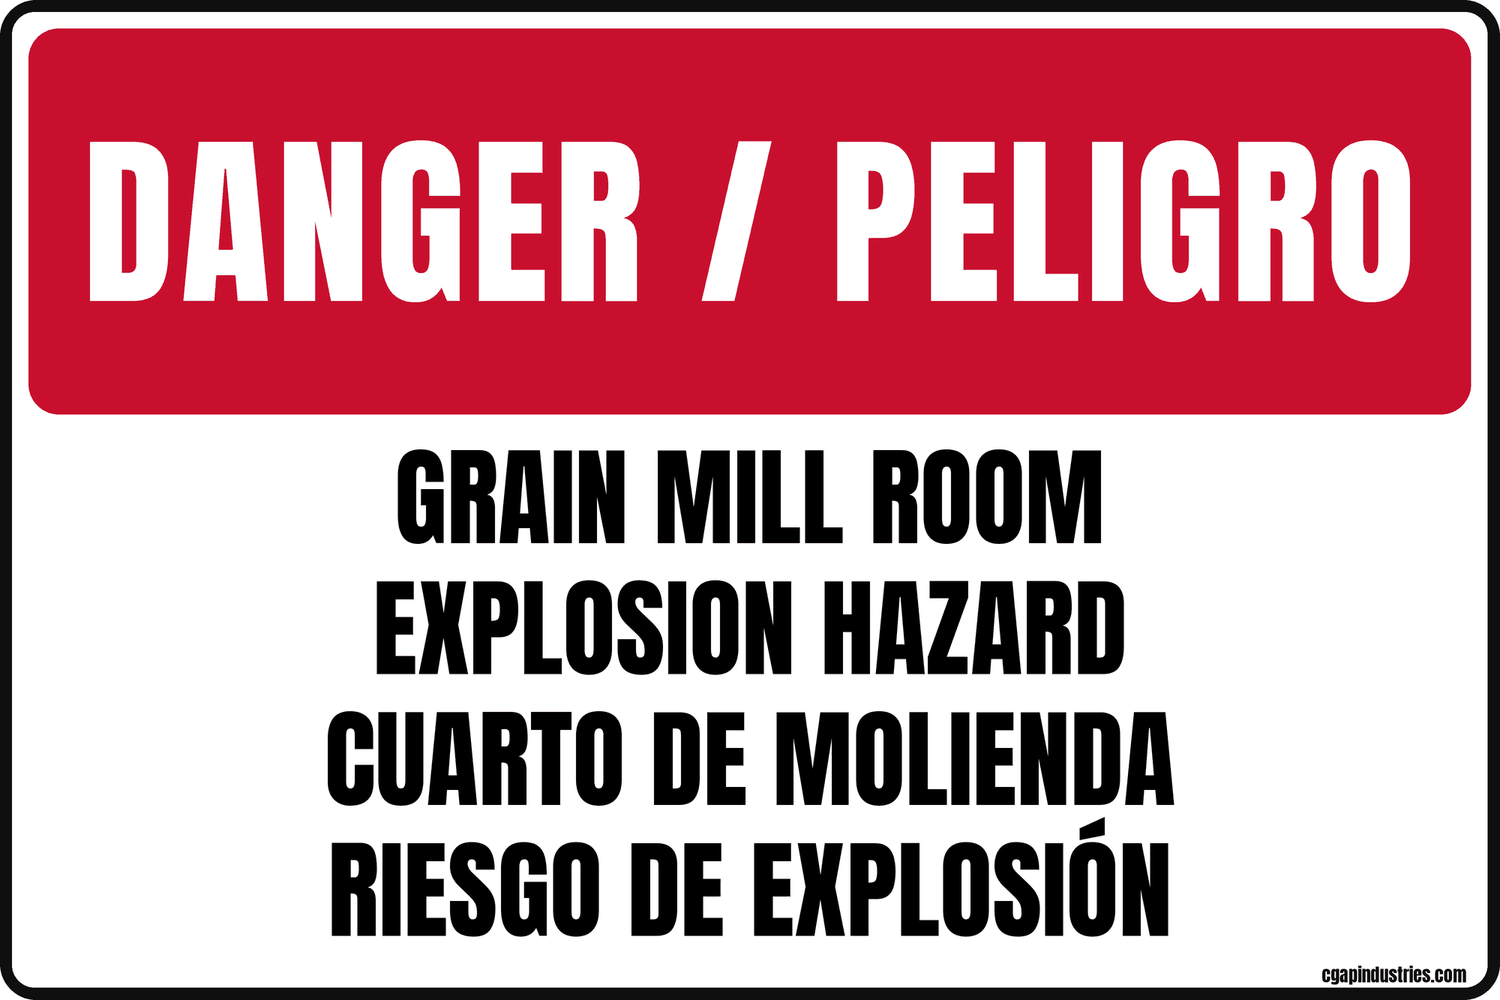 DANGER / PELIGRO
GRAIN MILL ROOM
EXPLOSION HAZARD
CUARTO DE MOLIENDA
RIESGO DE EXPLOSIÓN
cgapindustries.com